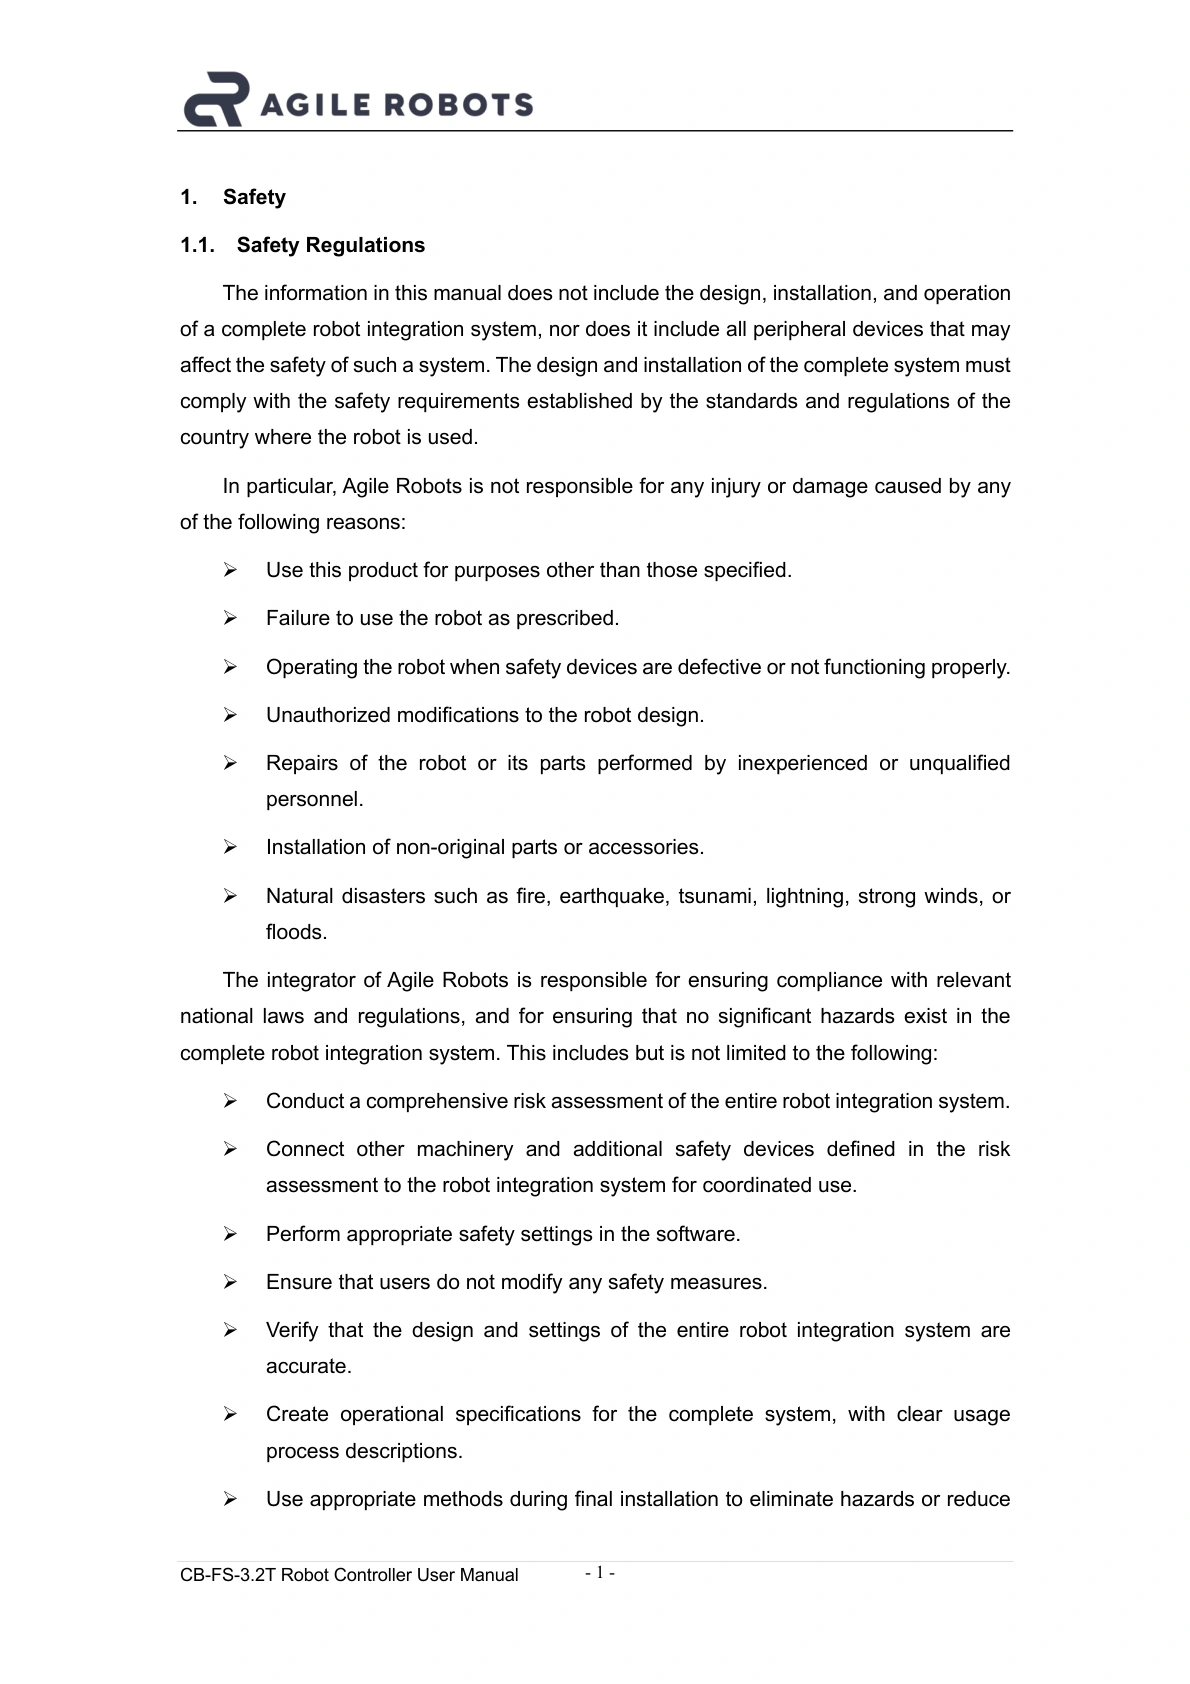 AGILE ROBOTS
1. Safety
1.1. Safety Regulations
The information in this manual does not include the design, installation, and operation
of a complete robot integration system, nor does it include all peripheral devices that may
affect the safety of such a system. The design and installation of the complete system must
comply with the safety requirements established by the standards and regulations of the
country where the robot is used.
In particular, Agile Robots is not responsible for any injury or damage caused by any
of the following reasons:
➢ Use this product for purposes other than those specified.
➢ Failure to use the robot as prescribed.
➢ Operating the robot when safety devices are defective or not functioning properly.
➢ Unauthorized modifications to the robot design.
➢ Repairs of the robot or its parts performed by inexperienced or unqualified
personnel.
➢ Installation of non-original parts or accessories.
➢ Natural disasters such as fire, earthquake, tsunami, lightning, strong winds, or
floods.
The integrator of Agile Robots is responsible for ensuring compliance with relevant
national laws and regulations, and for ensuring that no significant hazards exist in the
complete robot integration system. This includes but is not limited to the following:
➢ Conduct a comprehensive risk assessment of the entire robot integration system.
➢ Connect other machinery and additional safety devices defined in the risk
assessment to the robot integration system for coordinated use.
➢ Perform appropriate safety settings in the software.
➢ Ensure that users do not modify any safety measures.
➢ Verify that the design and settings of the entire robot integration system are
accurate.
➢ Create operational specifications for the complete system, with clear usage
process descriptions.
➢ Use appropriate methods during final installation to eliminate hazards or reduce
CB-FS-3.2T Robot Controller User Manual - 1 -